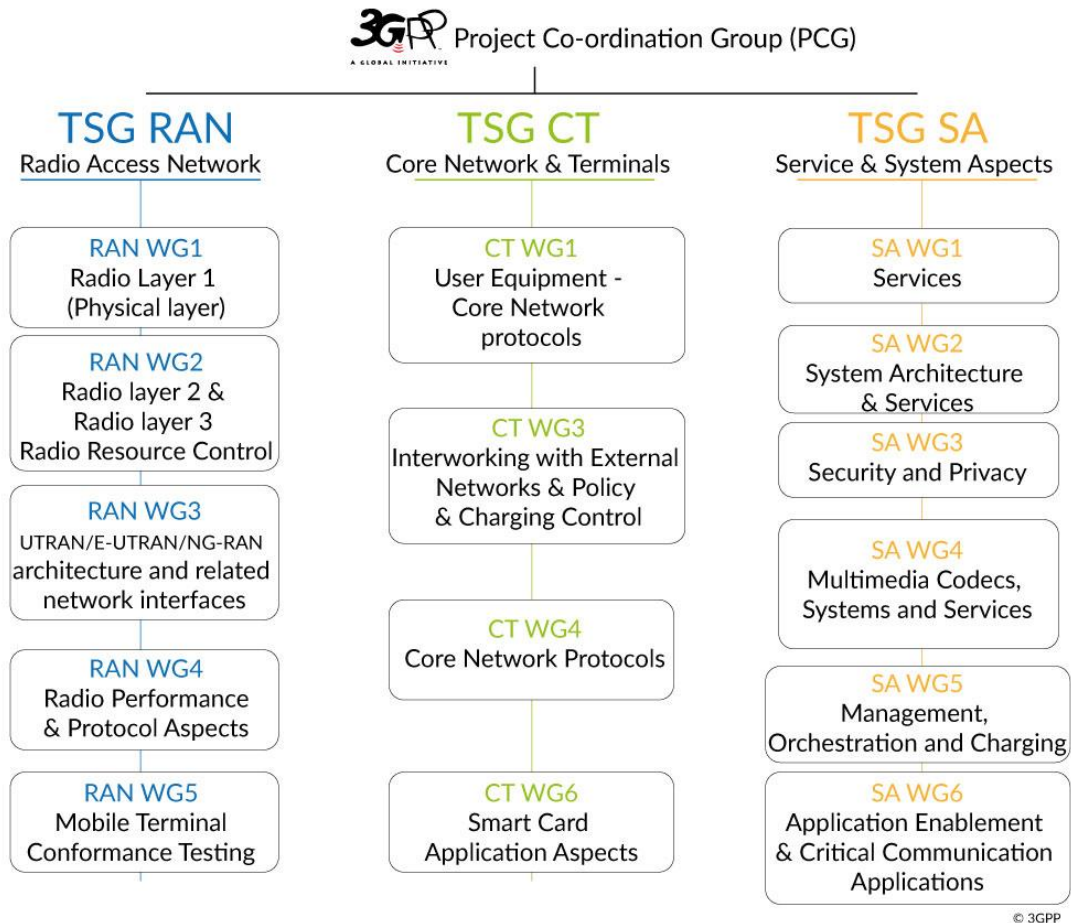 3GPP Project Co-ordination Group (PCG)
A GLOBAL INITIATIVE
TSG RAN
Radio Access Network
RAN WG1
Radio Layer 1
(Physical layer)
RAN WG2
Radio layer 2 &
Radio layer 3
Radio Resource Control
RAN WG3
UTRAN/E-UTRAN/NG-RAN
architecture and related
network interfaces
RAN WG4
Radio Performance
& Protocol Aspects
RAN WG5
Mobile Terminal
Conformance Testing
TSG CT
Core Network & Terminals
CT WG1
User Equipment -
Core Network
protocols
CT WG3
Interworking with External
Networks & Policy
& Charging Control
CT WG4
Core Network Protocols
CT WG6
Smart Card
Application Aspects
TSG SA
Service & System Aspects
SA WG1
Services
SA WG2
System Architecture
& Services
SA WG3
Security and Privacy
SA WG4
Multimedia Codecs,
Systems and Services
SA WG5
Management,
Orchestration and Charging
SA WG6
Application Enablement
& Critical Communication
Applications
© 3GPP